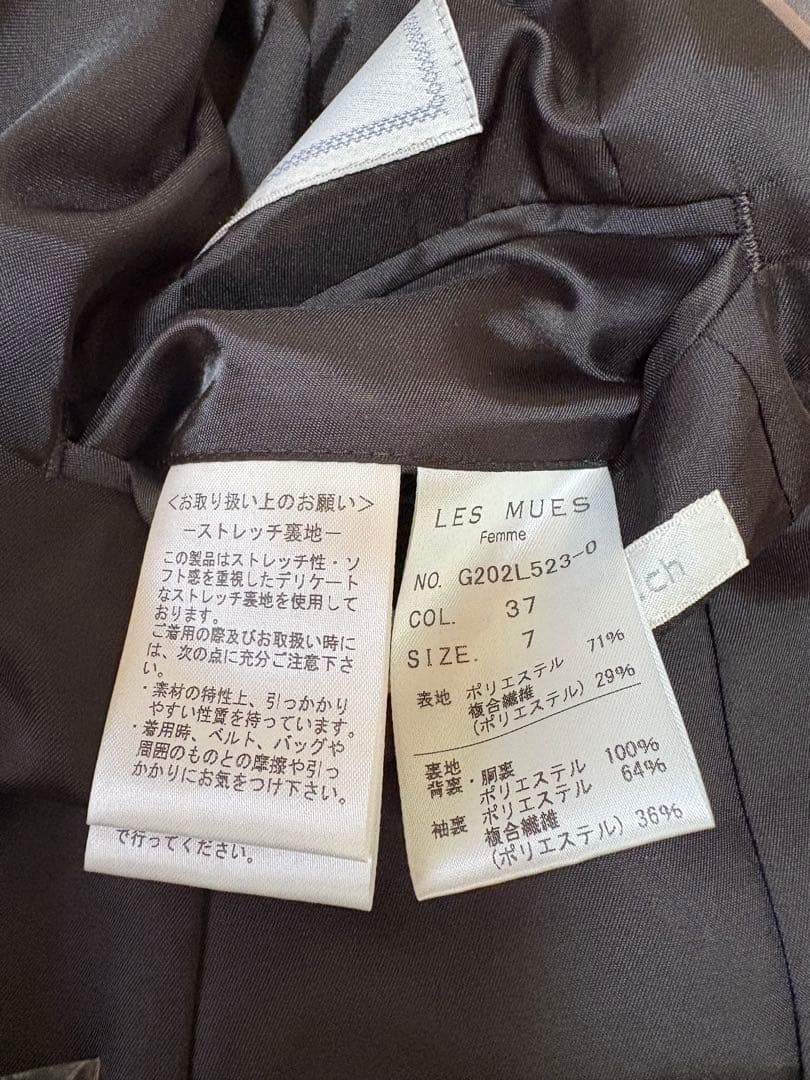 <お取り扱い上のお願い>
ーストレッチ裏地ー
この製品はストレッチ性・ソ
フト感を重視したデリケート
なストレッチ裏地を使用して
おります。
ご着用の際及びお取扱い時に
は、次の点に充分ご注意下さ
い。
・素材の特性上、引っかかり
やすい性質を持っています。
・着用時、ベルト、バッグや
周囲のものとの摩擦や引っ
かかりにお気をつけ下さい。
で行ってください。
LES MUES
Femme
NO. G202L523-0
COL. 37
SIZE. 7
表地 ポリエステル 71%
複合繊維
(ポリエステル) 29%
裏地
背裏・胴裏
ポリエステル 100%
袖裏 ポリエステル 64%
複合繊維
(ポリエステル) 36%
ch